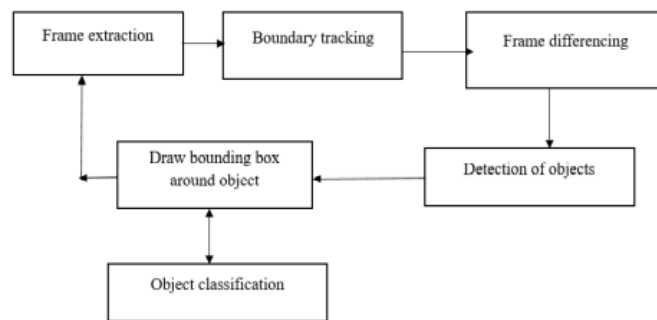 Frame extraction
Boundary tracking
Frame differencing
Draw bounding box
around object
Detection of objects
Object classification